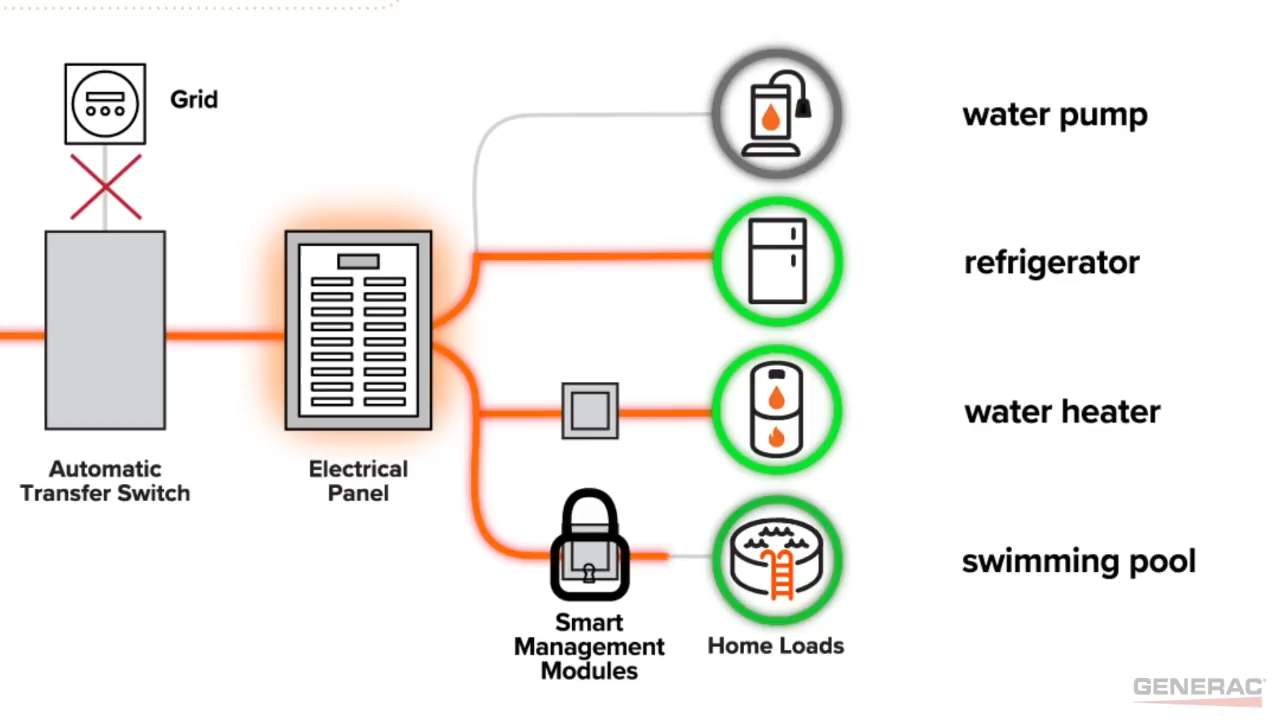 Grid
water pump
refrigerator
water heater
Automatic
Transfer Switch
Electrical
Panel
swimming pool
Smart
Management
Modules
Home Loads
GENERAC